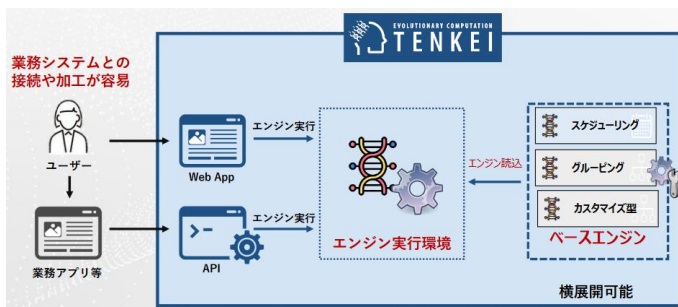 EVOLUTIONARY COMPUTATION
TENKEI
業務システムとの
接続や加工が容易
ユーザー
業務アプリ等
Web App
API
エンジン実行
エンジン実行
エンジン実行環境
エンジン読込
スケジューリング
グルーピング
カスタマイズ型
ベースエンジン
横展開可能